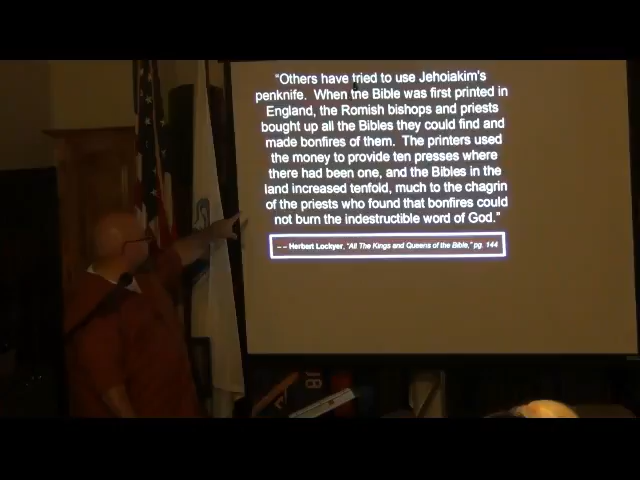 “Others have tried to use Jehoiakim's
penknife.  When the Bible was first printed in
England, the Romish bishops and priests
bought up all the Bibles they could find and
made bonfires of them.  The printers used
the money to provide ten presses where
there had been one, and the Bibles in the
land increased tenfold, much to the chagrin
of the priests who found that bonfires could
not burn the indestructible word of God.”
– – Herbert Lockyer, “All The Kings and Queens of the Bible,” pg. 144